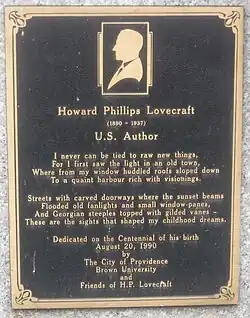 Howard Phillips Lovecraft
(1890 - 1937)
U.S. Author
I never can be tied to raw new things,
For I first saw the light in an old town,
Where from my window huddled roofs sloped down
To a quaint harbour rich with visionings.
Streets with carved doorways where the sunset beams
Flooded old fanlights and small window-panes,
And Georgian steeples topped with gilded vanes -
These are the sights that shaped my childhood dreams.
Dedicated on the Centennial of his birth
August 20, 1990
by
The City of Providence
Brown University
and
Friends of H.P. Lovecraft